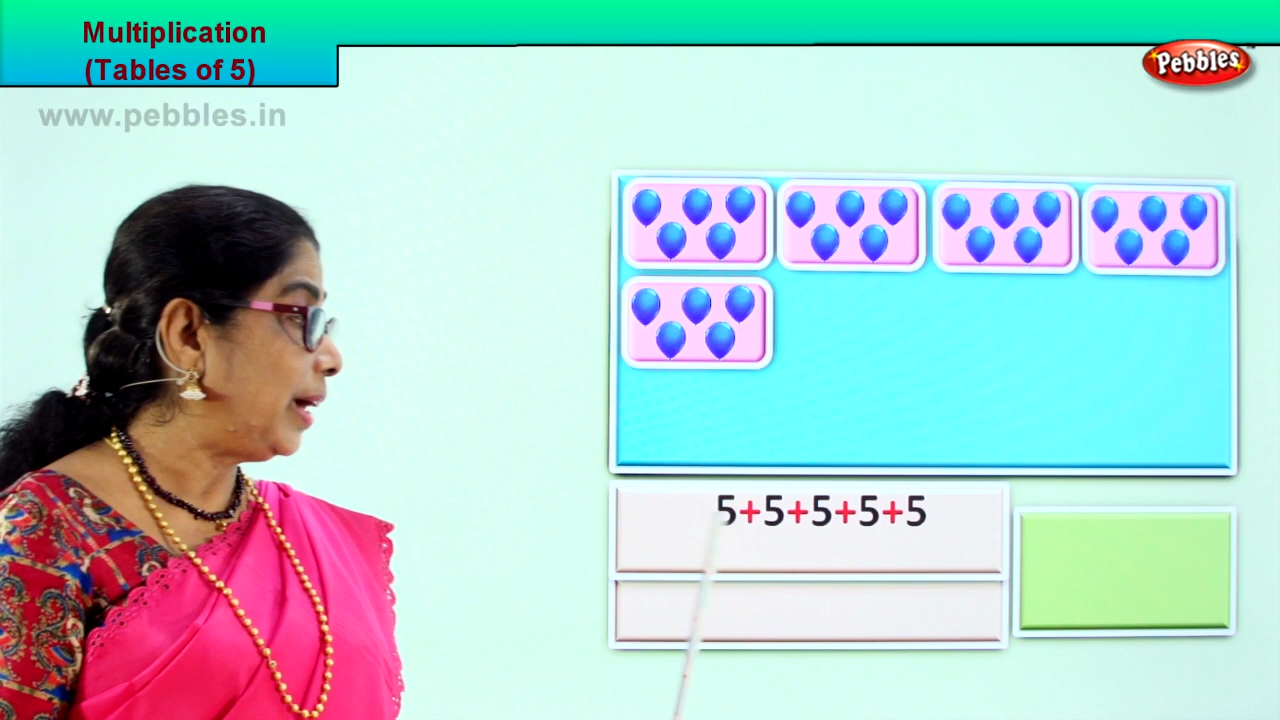 Multiplication
(Tables of 5)
Pebbles
www.pebbles.in
5+5+5+5+5